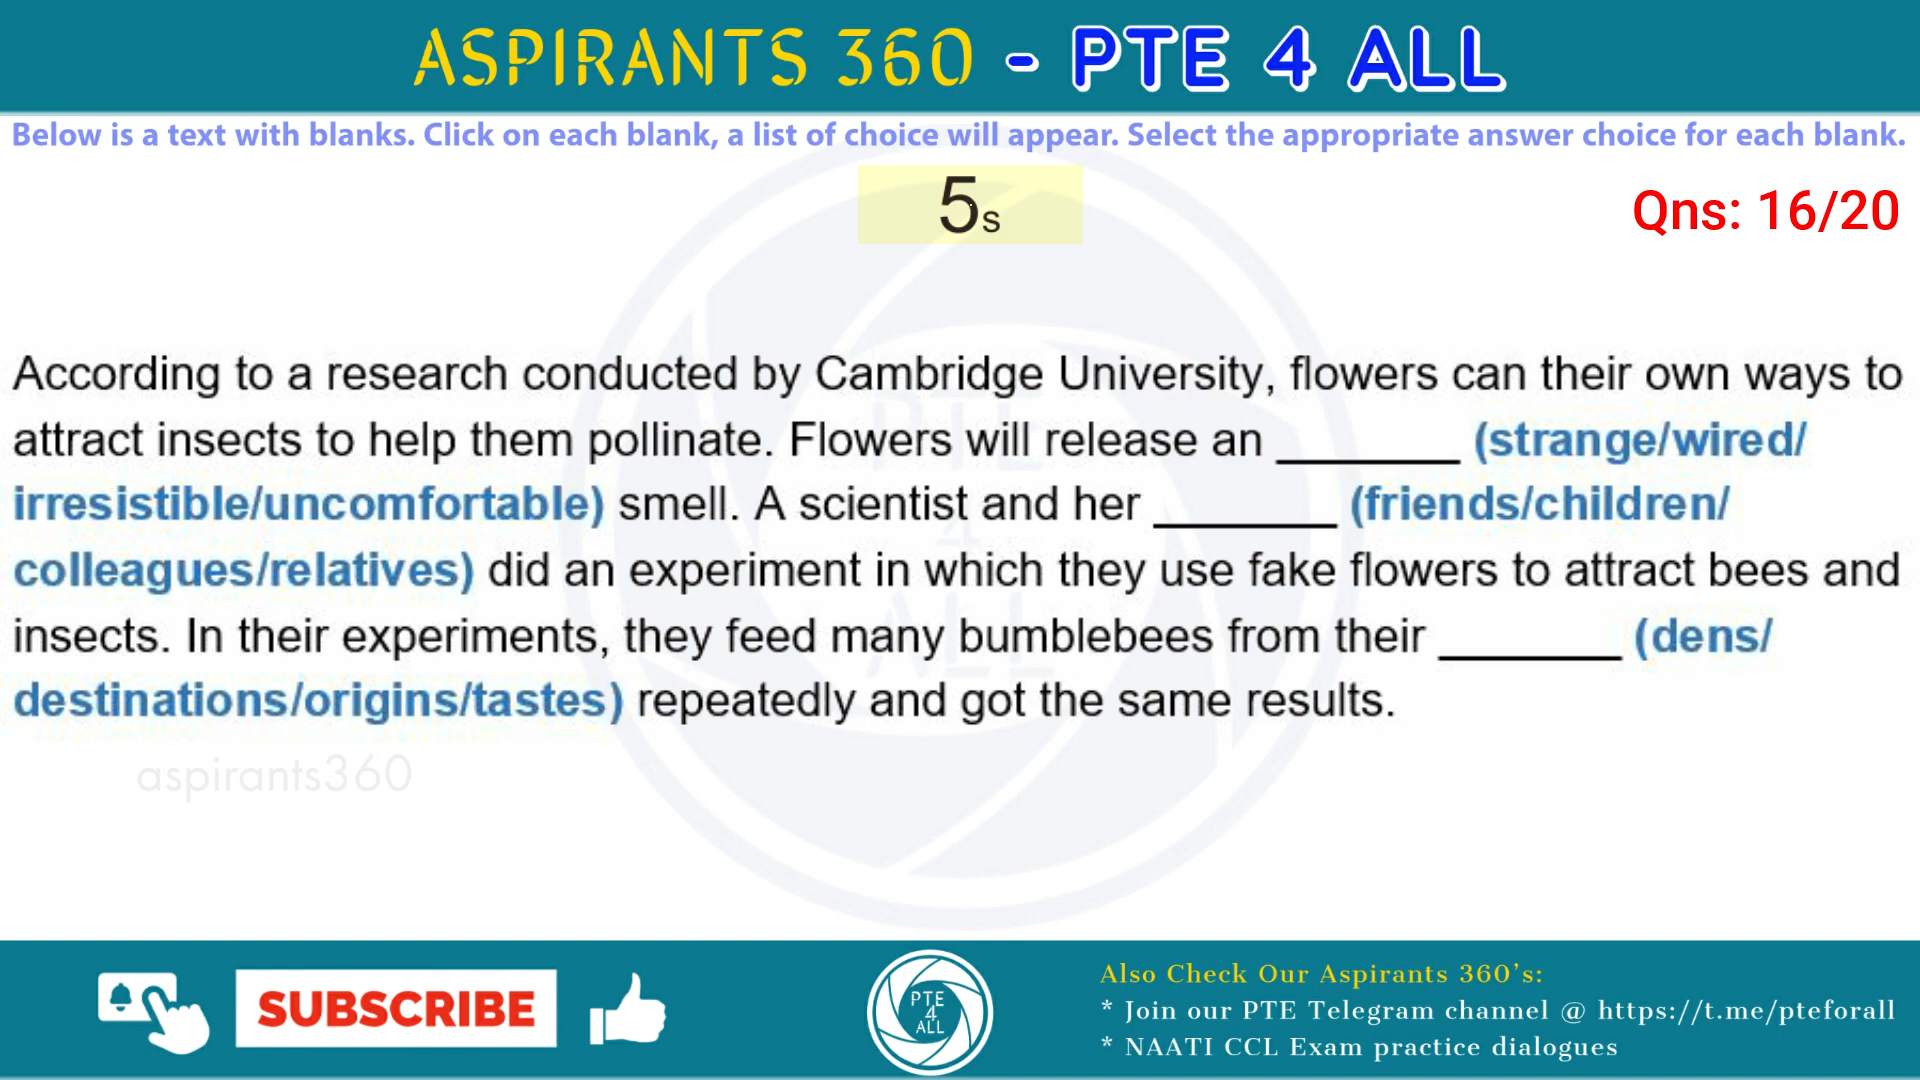 ASPIRANTS 360 - PTE 4 ALL
Below is a text with blanks. Click on each blank, a list of choice will appear. Select the appropriate answer choice for each blank.
5s
Qns: 16/20
According to a research conducted by Cambridge University, flowers can their own ways to
attract insects to help them pollinate. Flowers will release an _______ (strange/wired/
irresistible/uncomfortable) smell. A scientist and her _______ (friends/children/
colleagues/relatives) did an experiment in which they use fake flowers to attract bees and
insects. In their experiments, they feed many bumblebees from their _______ (dens/
destinations/origins/tastes) repeatedly and got the same results.
PTE
4
ALL
aspirants360
SUBSCRIBE
PTE
4
ALL
Also Check Our Aspirants 360's:
* Join our PTE Telegram channel @ https://t.me/pteforall
* NAATI CCL Exam practice dialogues